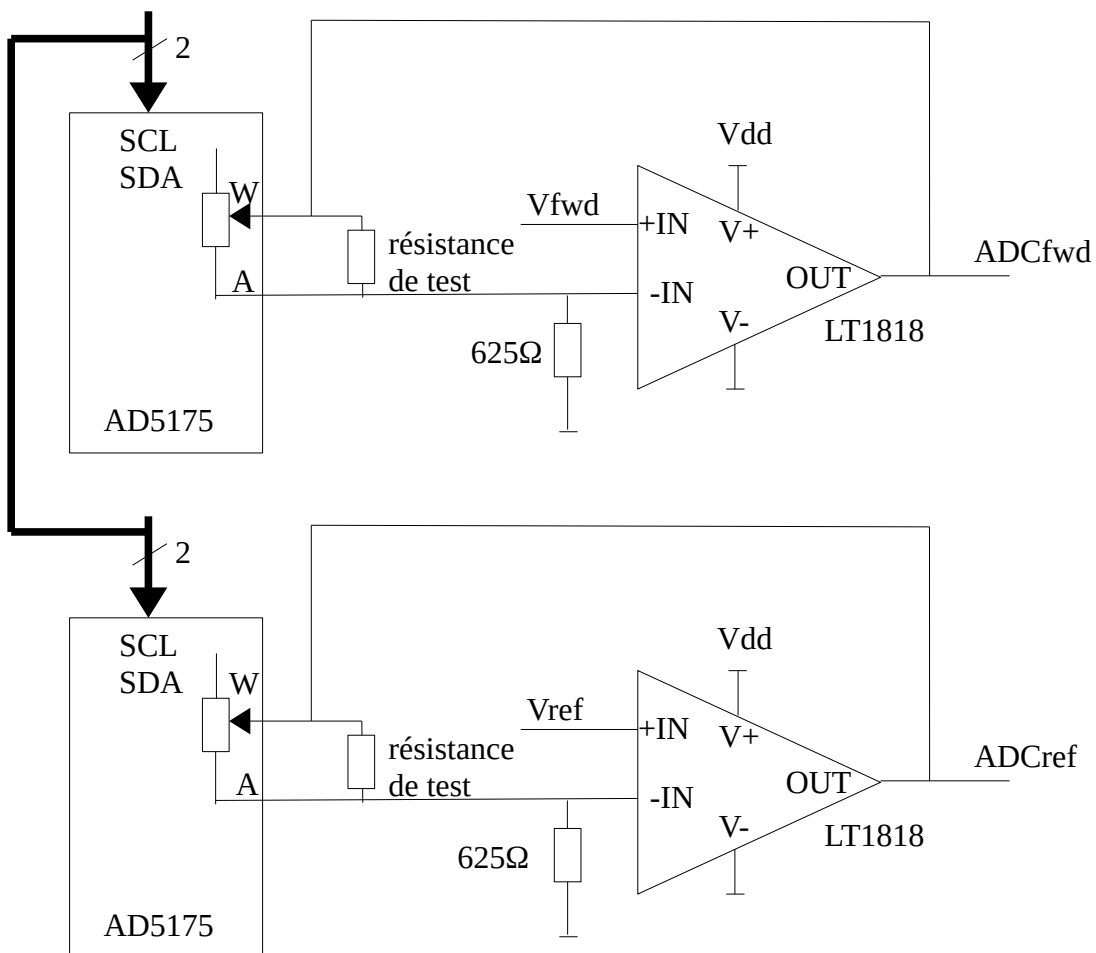 2
SCL
SDA
W
A
AD5175
résistance
de test
Vfwd
625Ω
Vdd
+IN
V+
-IN
OUT
V-
LT1818
ADCfwd
2
SCL
SDA
W
A
AD5175
résistance
de test
Vref
625Ω
Vdd
+IN
V+
-IN
OUT
V-
LT1818
ADCref